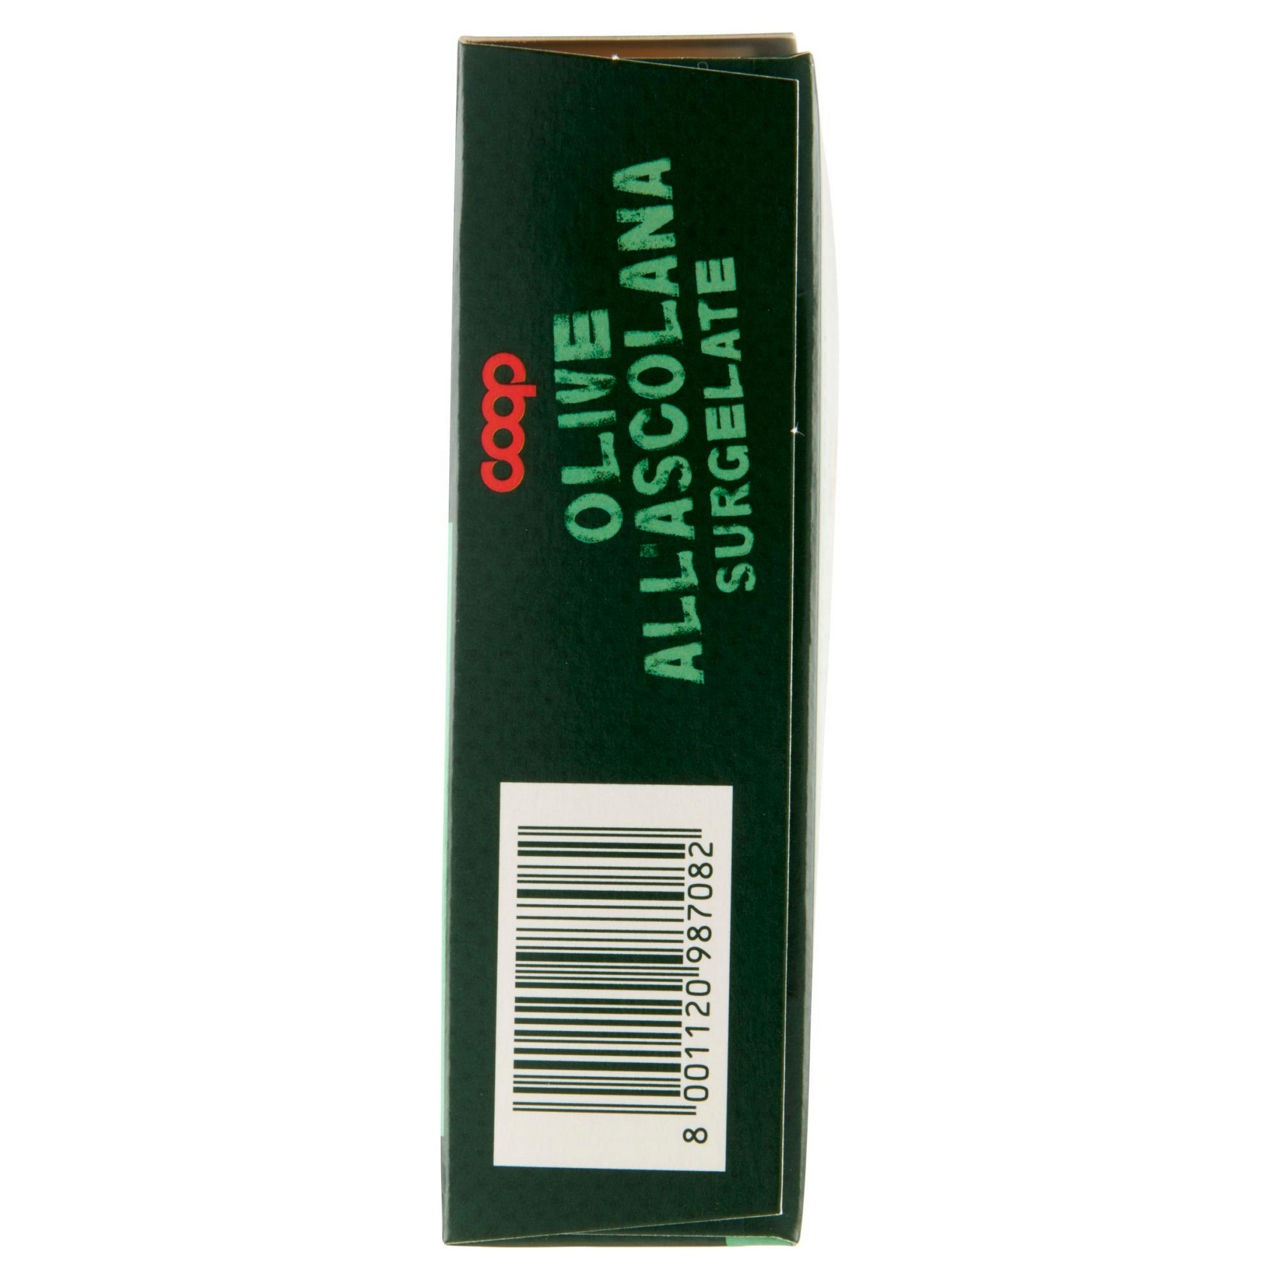 coop
OLIVE
ALL'ASCOLANA
SURGELATE
8 001120 987082